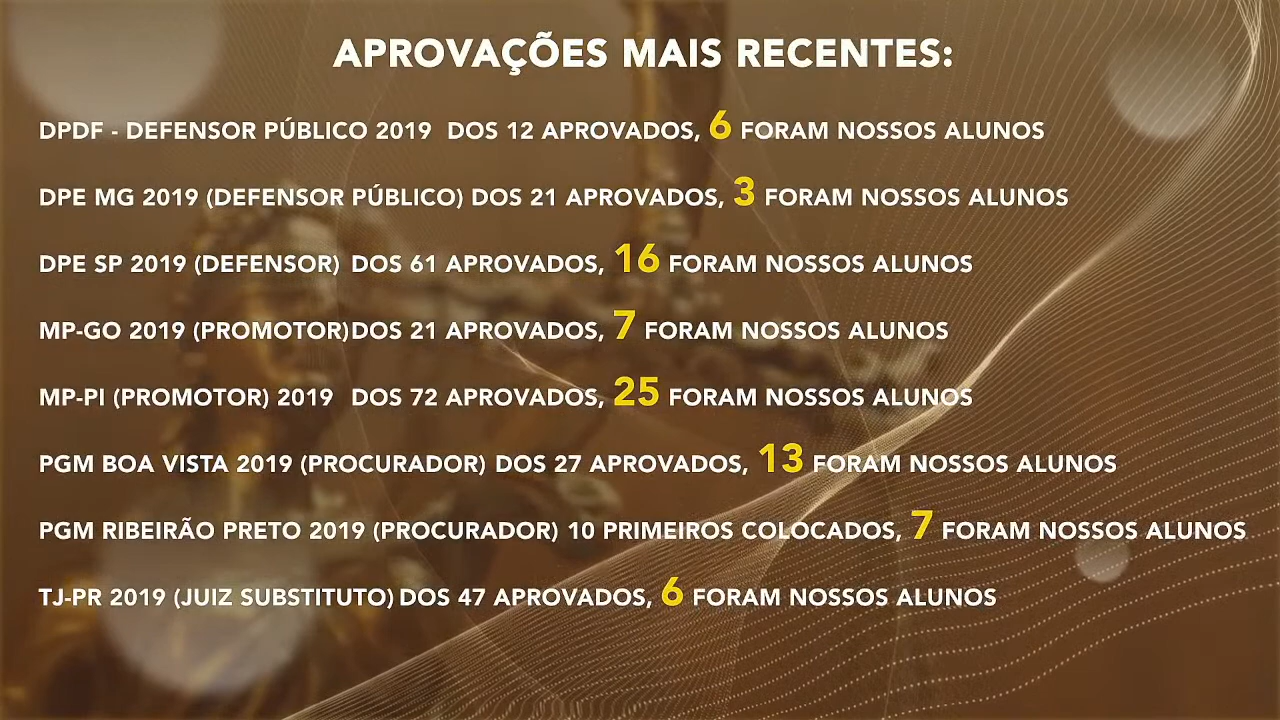 APROVAÇÕES MAIS RECENTES:
DPDF - DEFENSOR PÚBLICO 2019 DOS 12 APROVADOS, 6 FORAM NOSSOS ALUNOS
DPE MG 2019 (DEFENSOR PÚBLICO) DOS 21 APROVADOS, 3 FORAM NOSSOS ALUNOS
DPE SP 2019 (DEFENSOR) DOS 61 APROVADOS, 16 FORAM NOSSOS ALUNOS
MP-GO 2019 (PROMOTOR)DOS 21 APROVADOS, 7 FORAM NOSSOS ALUNOS
MP-PI (PROMOTOR) 2019 DOS 72 APROVADOS, 25 FORAM NOSSOS ALUNOS
PGM BOA VISTA 2019 (PROCURADOR) DOS 27 APROVADOS, 13 FORAM NOSSOS ALUNOS
PGM RIBEIRÃO PRETO 2019 (PROCURADOR) 10 PRIMEIROS COLOCADOS, 7 FORAM NOSSOS ALUNOS
TJ-PR 2019 (JUIZ SUBSTITUTO) DOS 47 APROVADOS, 6 FORAM NOSSOS ALUNOS